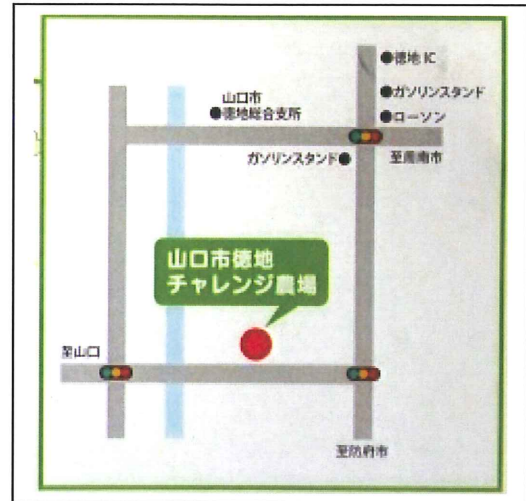 ●徳地 IC
●ガソリンスタンド
●ローソン
山口市
●徳地総合支所
ガソリンスタンド●
至周南市
山口市徳地
チャレンジ農場
至山口
至防府市